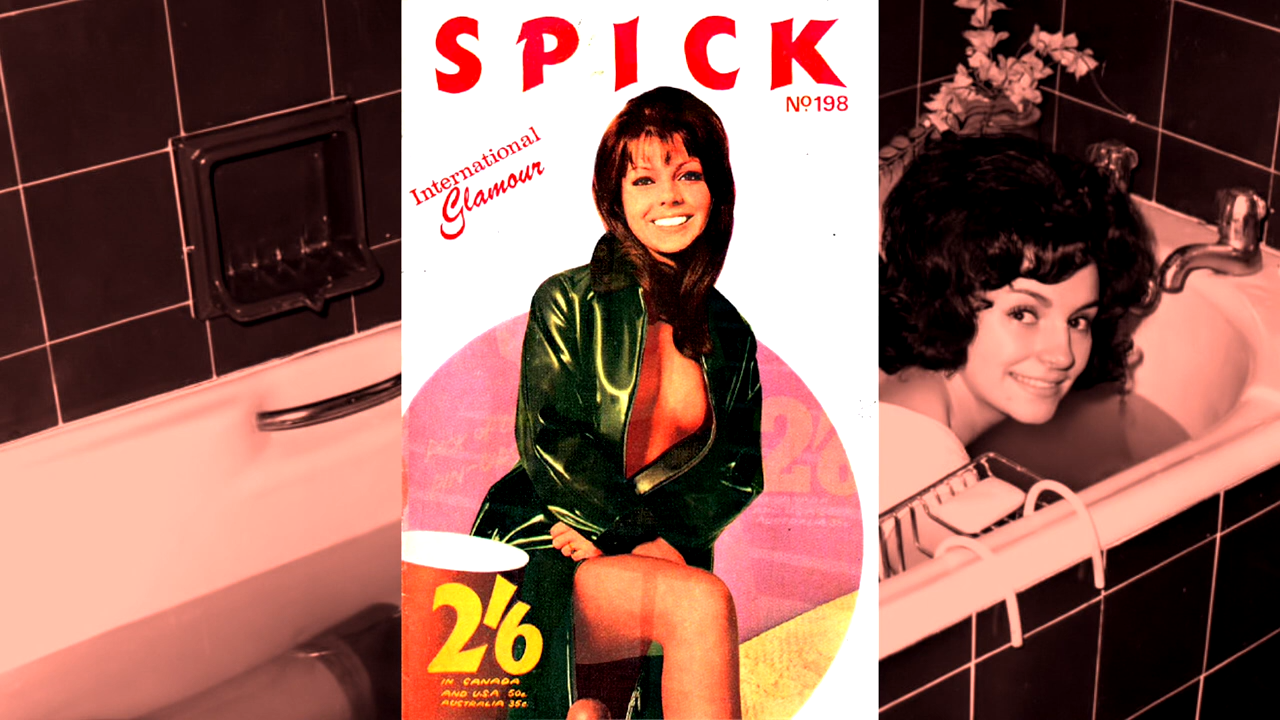 SPICK
Nº198
International
Glamour
2'/6
IN CANADA
AND USA 50c
AUSTRALIA 35c